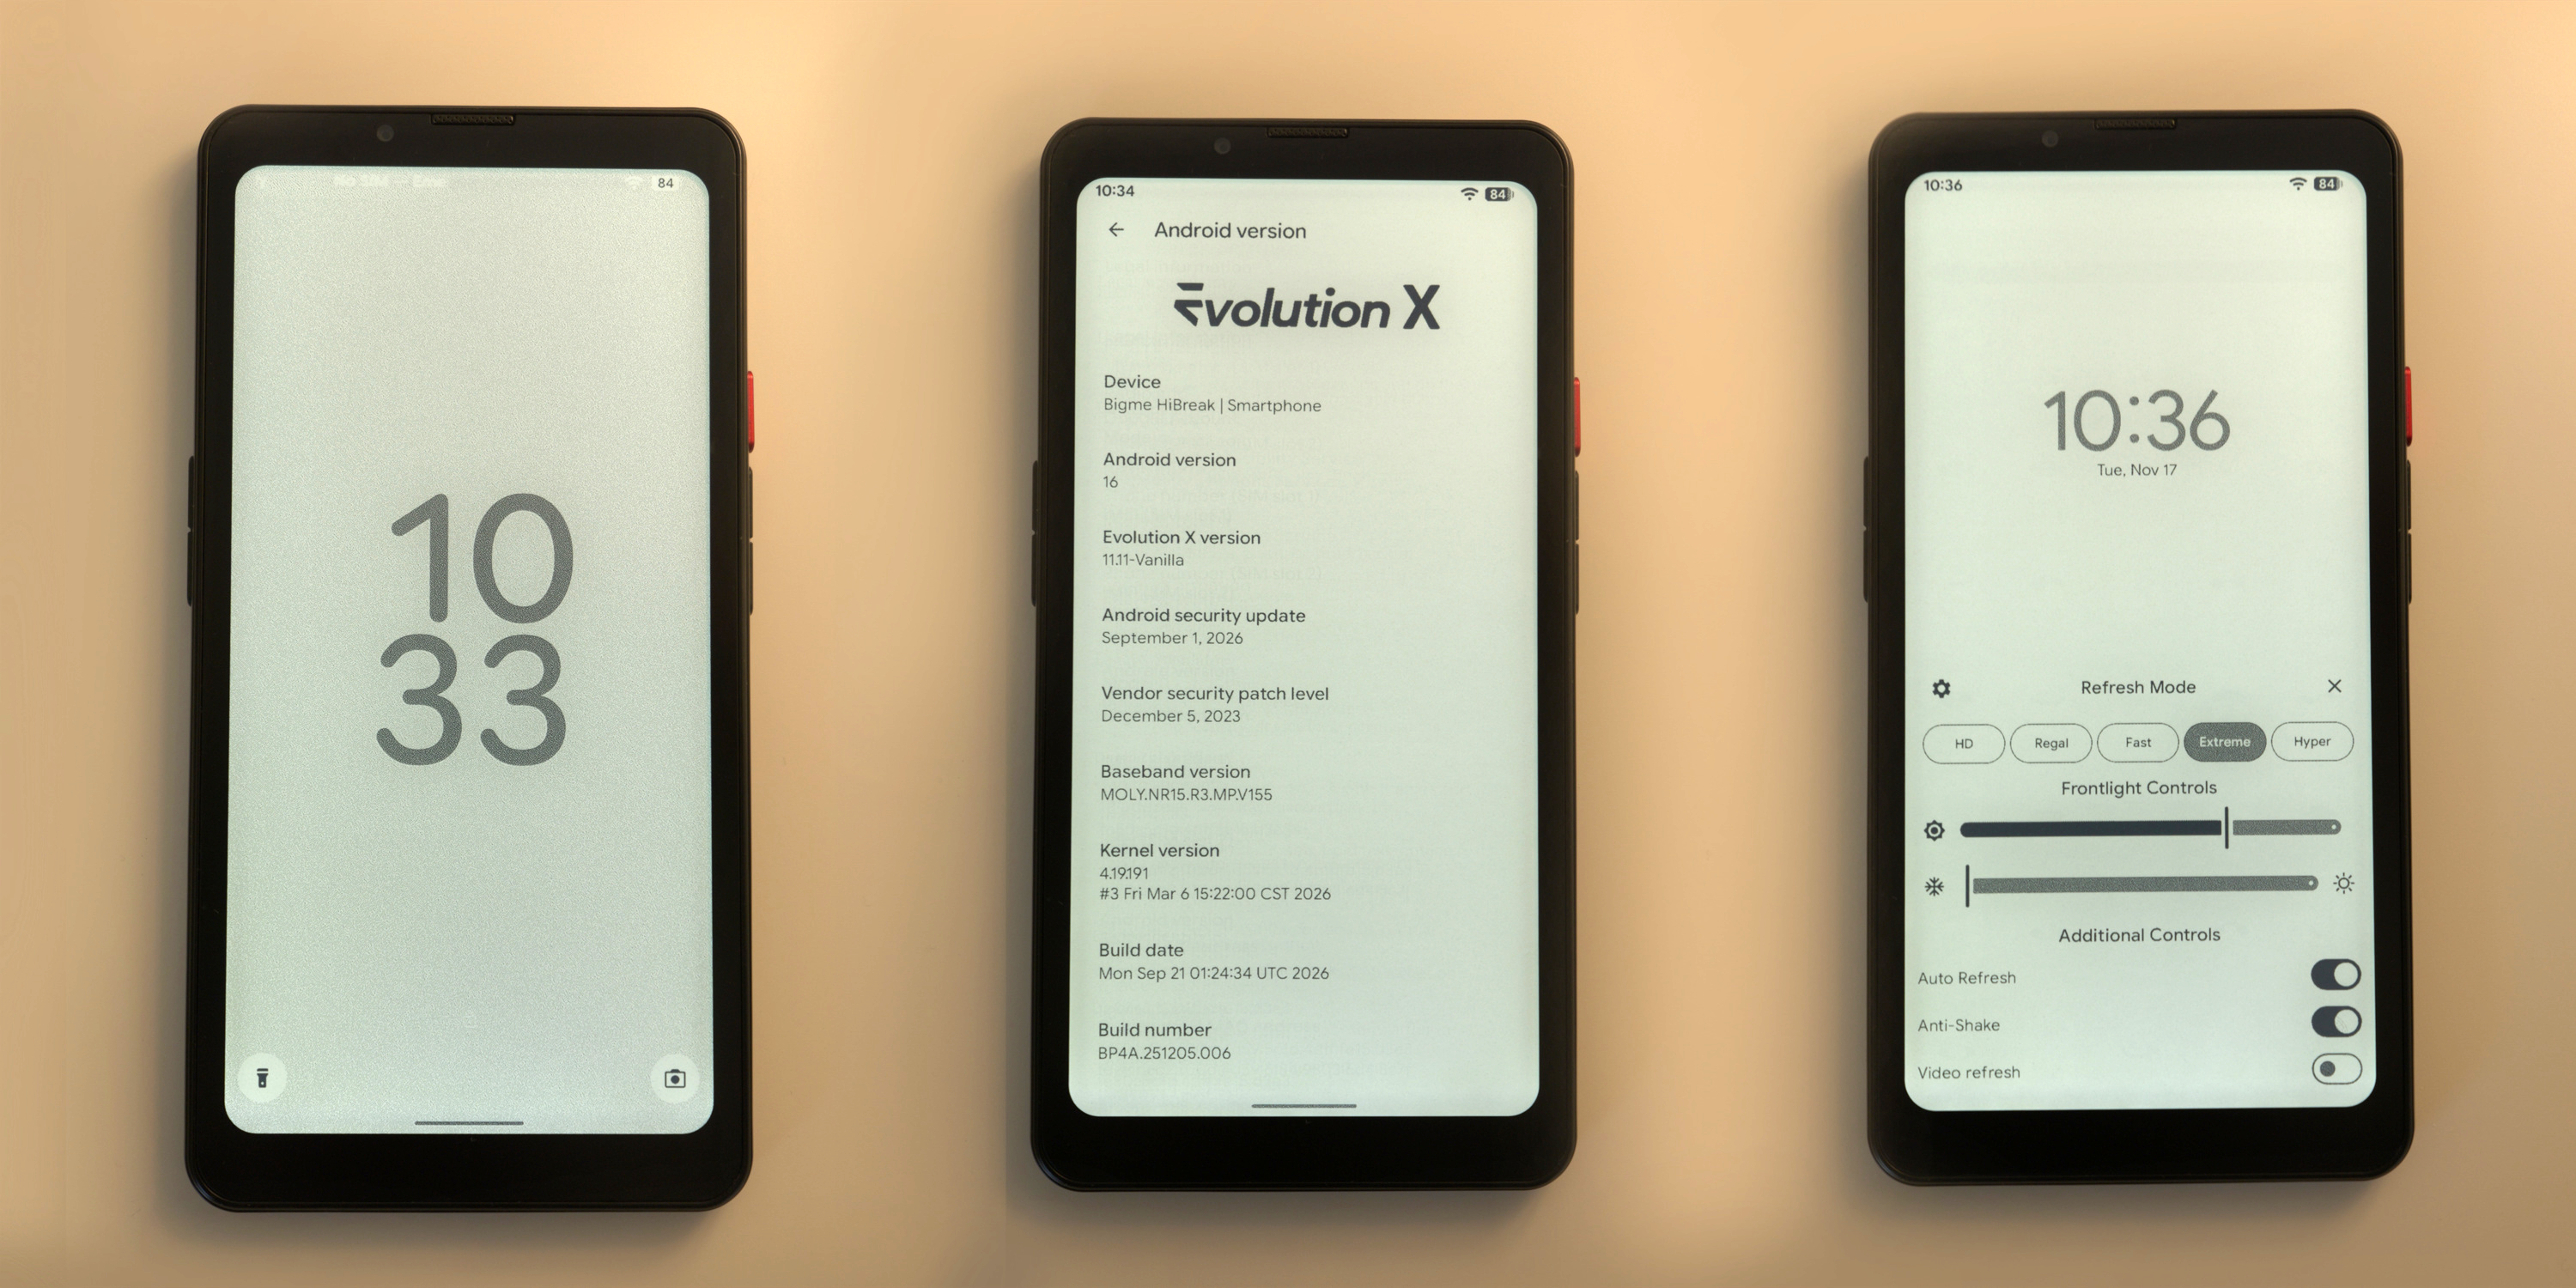 84
10
33
10:34
84
Android version
Evolution X
Device
Bigme HiBreak | Smartphone
Android version
16
Evolution X version
11.11-Vanilla
Android security update
September 1, 2026
Vendor security patch level
December 5, 2023
Baseband version
MOLY.NR15.R3.MP.V155
Kernel version
4.19.191
#3 Fri Mar 6 15:22:00 CST 2026
Build date
Mon Sep 21 01:24:34 UTC 2026
Build number
BP4A.251205.006
10:36
84
10:36
Tue, Nov 17
Refresh Mode
HD
Regal
Fast
Extreme
Hyper
Frontlight Controls
Additional Controls
Auto Refresh
Anti-Shake
Video refresh